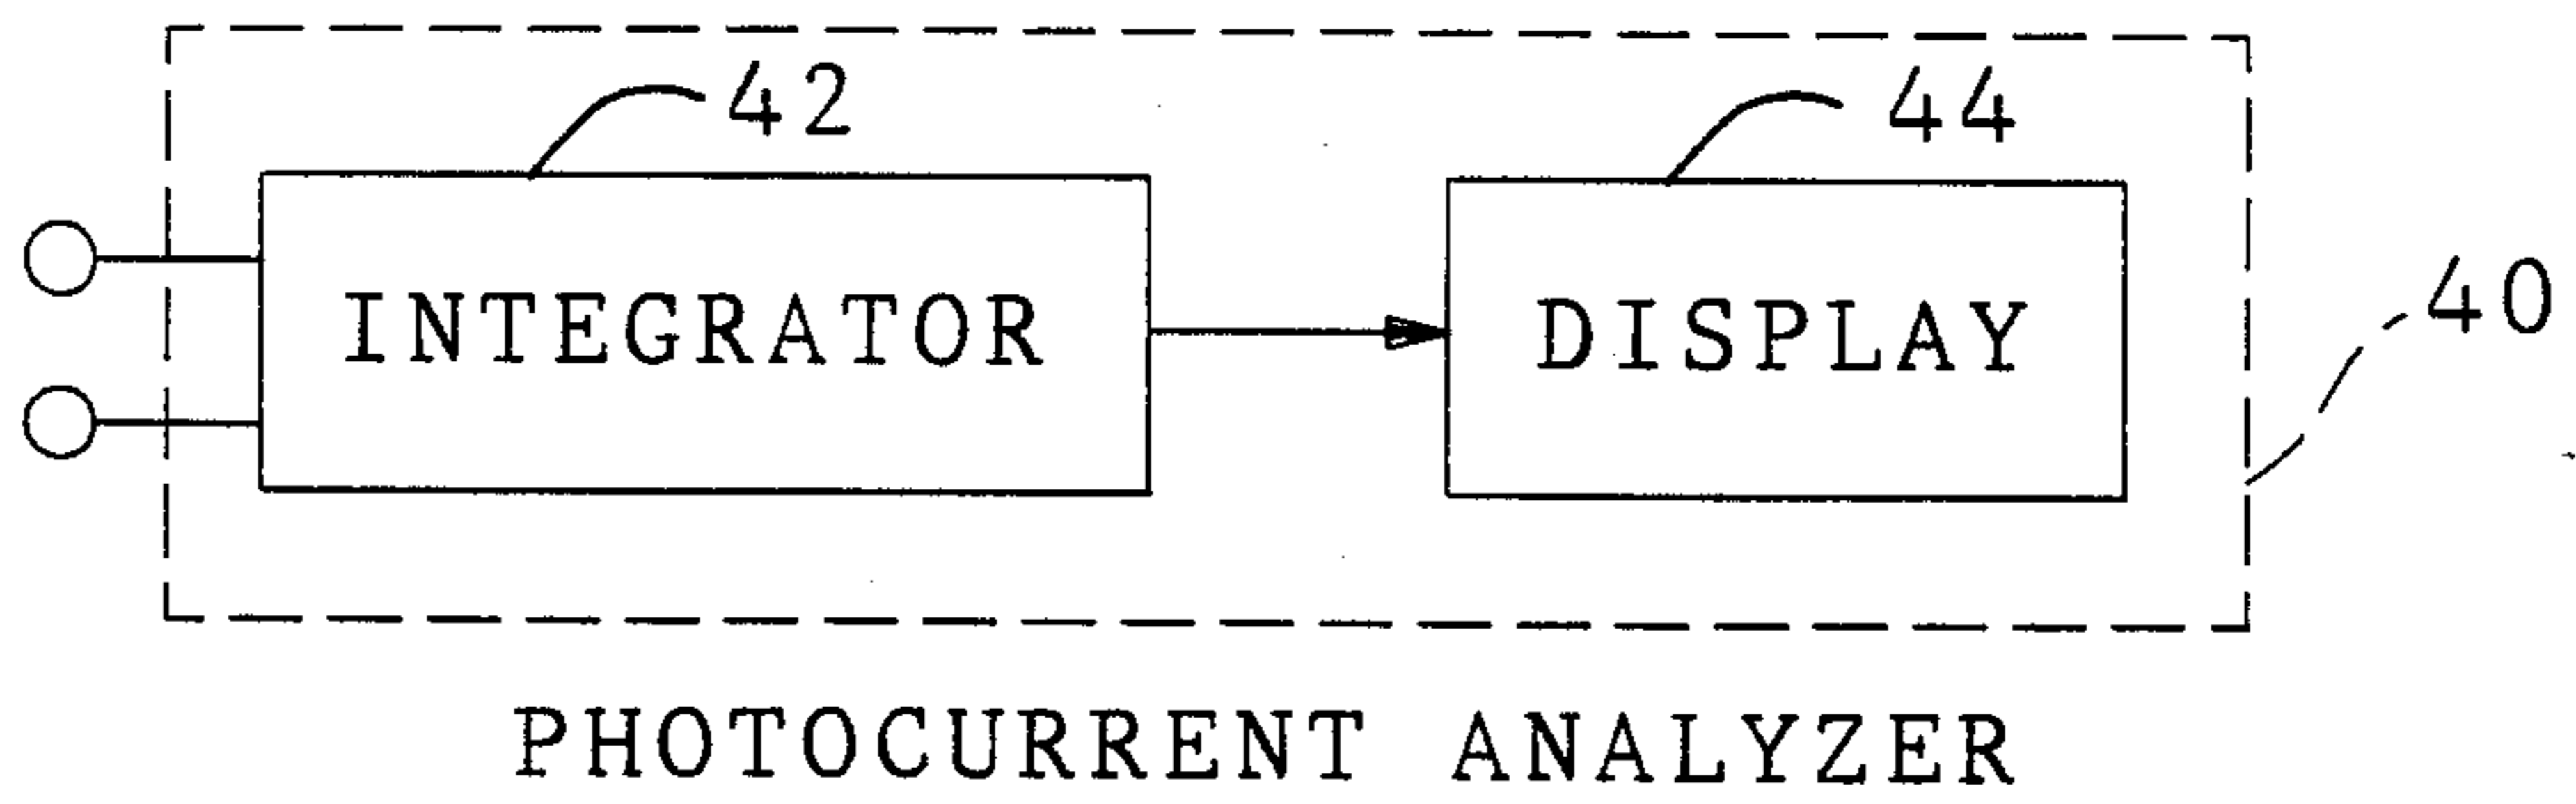 42
44
INTEGRATOR
DISPLAY
40
PHOTOCURRENT ANALYZER